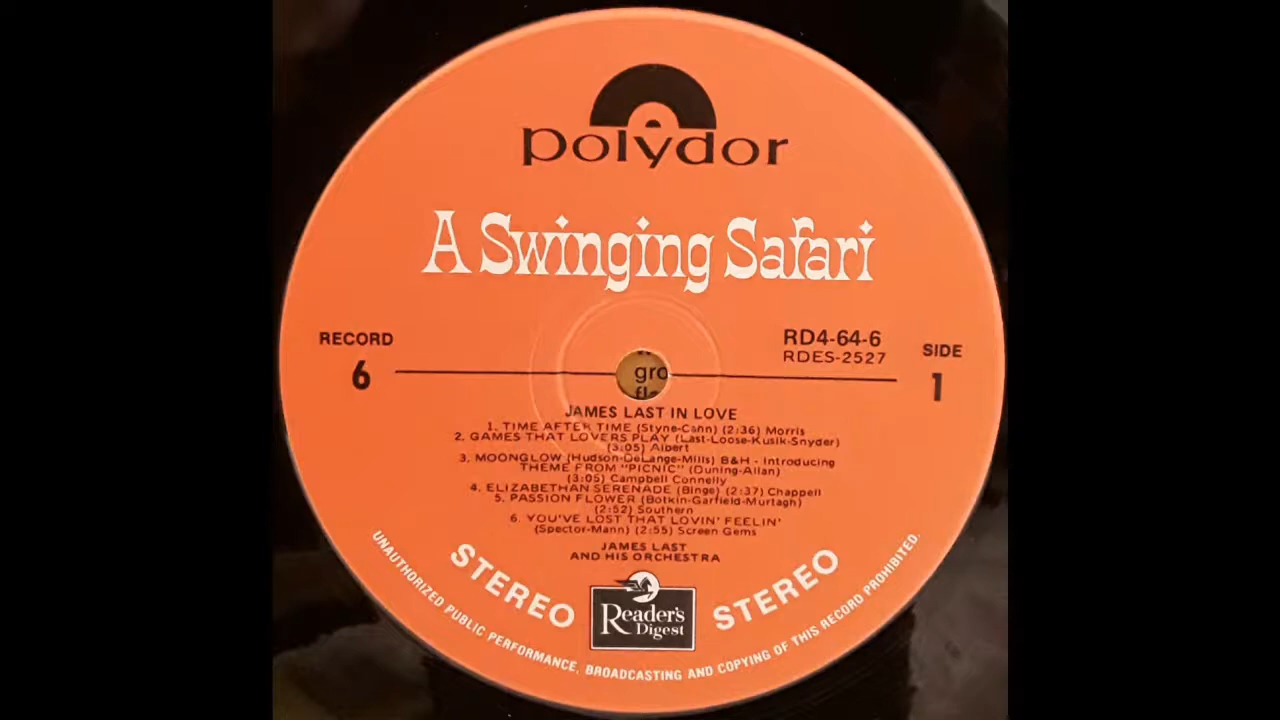 polydor
A Swinging Safari
RECORD
6
RD4-64-6
RDES-2527
SIDE
1
gro
JAMES LAST IN LOVE
1. TIME AFTER TIME (Styne-Cahn) (2:36) Morris
2. GAMES THAT LOVERS PLAY (Last-Loose-Kusik-Snyder)
(3:05) Albert
3. MOONGLOW (Hudson-DeLange-Mills) B&H - Introducing
THEME FROM "PICNIC" (Duning-Allan)
(3:05) Campbell Connelly
4. ELIZABETHAN SERENADE (Binge) (2:37) Chappell
5. PASSION FLOWER (Botkin-Garfield-Murtagh)
(2:52) Southern
6. YOU'VE LOST THAT LOVIN' FEELIN'
(Spector-Mann) (2:55) Screen Gems
JAMES LAST
AND HIS ORCHESTRA
STEREO
Reader's
Digest
STEREO
UNAUTHORIZED PUBLIC PERFORMANCE, BROADCASTING AND COPYING OF THIS RECORD PROHIBITED.